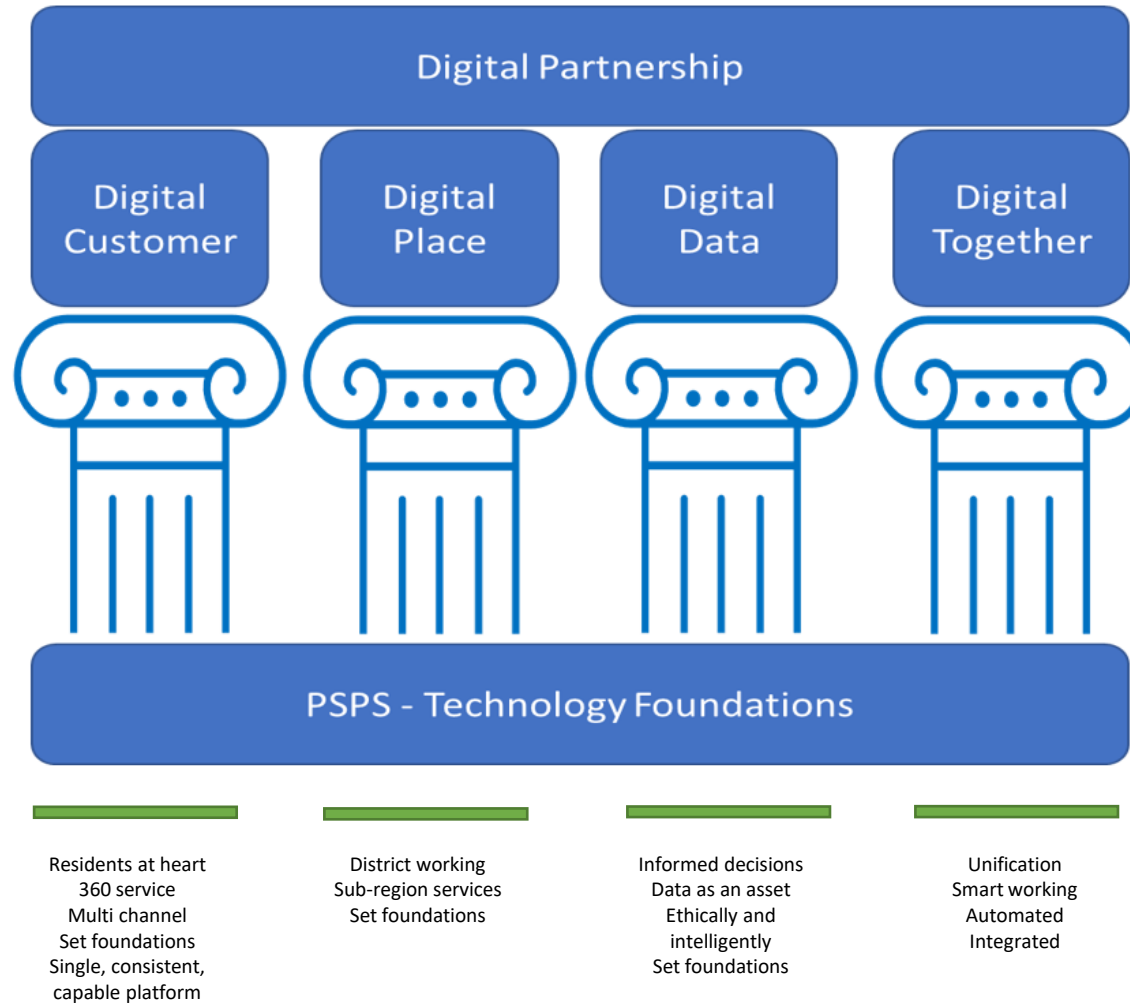 Digital Partnership
Digital
Customer
Digital
Place
Digital
Data
Digital
Together
PSPS - Technology Foundations
Residents at heart
360 service
Multi channel
Set foundations
Single, consistent,
capable platform
District working
Sub-region services
Set foundations
Informed decisions
Data as an asset
Ethically and
intelligently
Set foundations
Unification
Smart working
Automated
Integrated